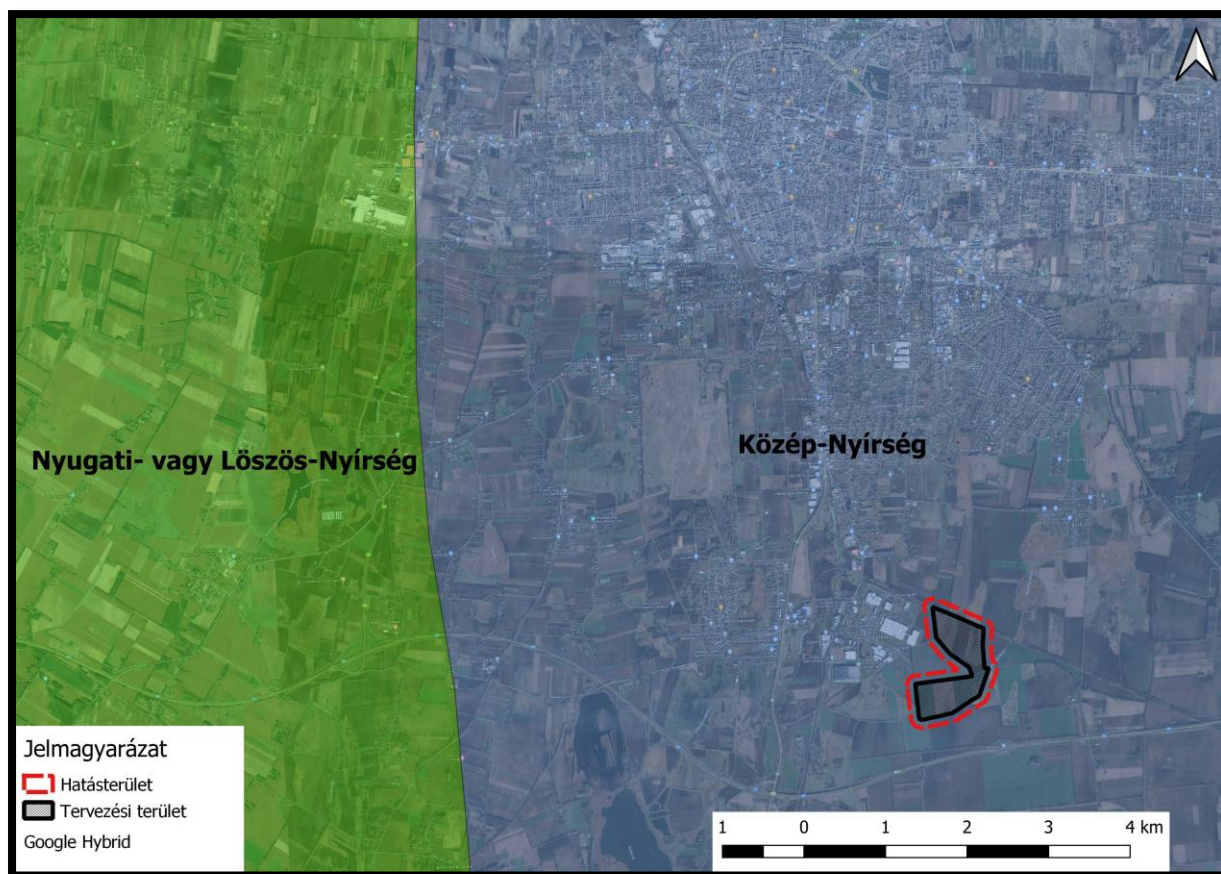 Nyugati- vagy Löszös-Nyírség
Közép-Nyírség
Jelmagyarázat
Hatásterület
Tervezési terület
Google Hybrid
1 0 1 2 3 4 km